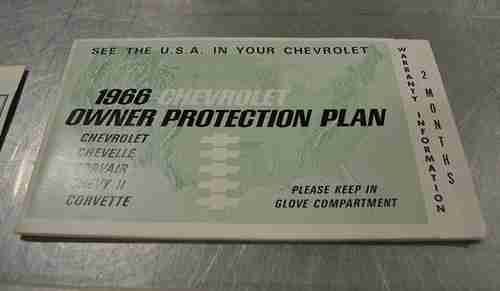 SEE THE U.S.A. IN YOUR CHEVROLET
1966 CHEVROLET
OWNER PROTECTION PLAN
CHEVROLET
CHEVELLE
CORVAIR
CHEVY II
CORVETTE
PLEASE KEEP IN
GLOVE COMPARTMENT
WARRANTY INFORMATION
2 MONTHS